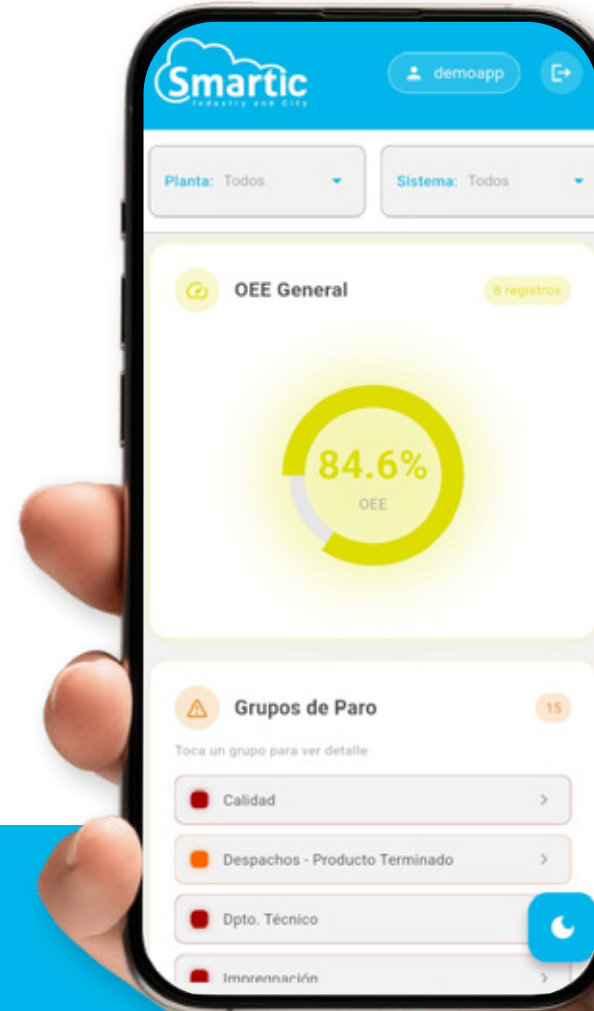 Smartic
Industry and City
demoapp
Planta: Todos
Sistema: Todos
OEE General
8 registros
84.6%
OEE
Grupos de Paro
15
Toca un grupo para ver detalle
Calidad
Despachos - Producto Terminado
Dpto. Técnico
Impregnación